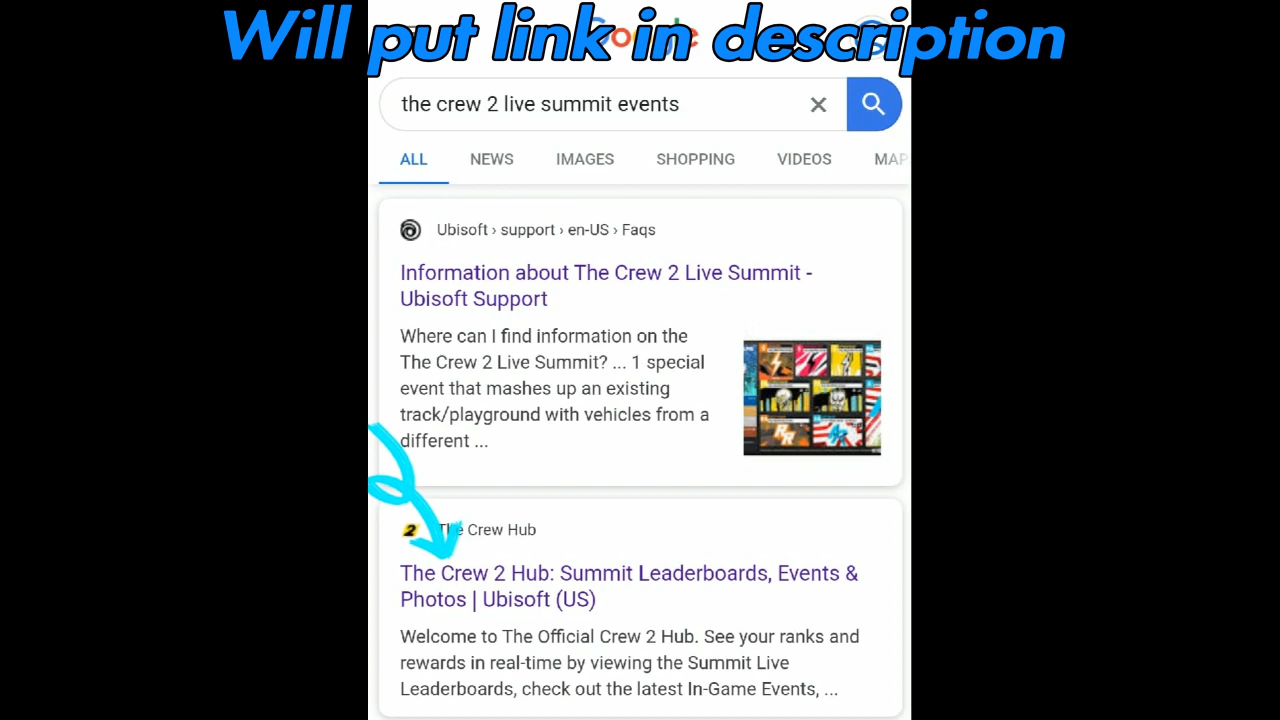 Will put link in description
Google
the crew 2 live summit events
ALL NEWS IMAGES SHOPPING VIDEOS MAP
Ubisoft › support › en-US › Faqs
Information about The Crew 2 Live Summit -
Ubisoft Support
Where can I find information on the
The Crew 2 Live Summit? ... 1 special
event that mashes up an existing
track/playground with vehicles from a
different ...
2 The Crew Hub
The Crew 2 Hub: Summit Leaderboards, Events &
Photos | Ubisoft (US)
Welcome to The Official Crew 2 Hub. See your ranks and
rewards in real-time by viewing the Summit Live
Leaderboards, check out the latest In-Game Events, ...